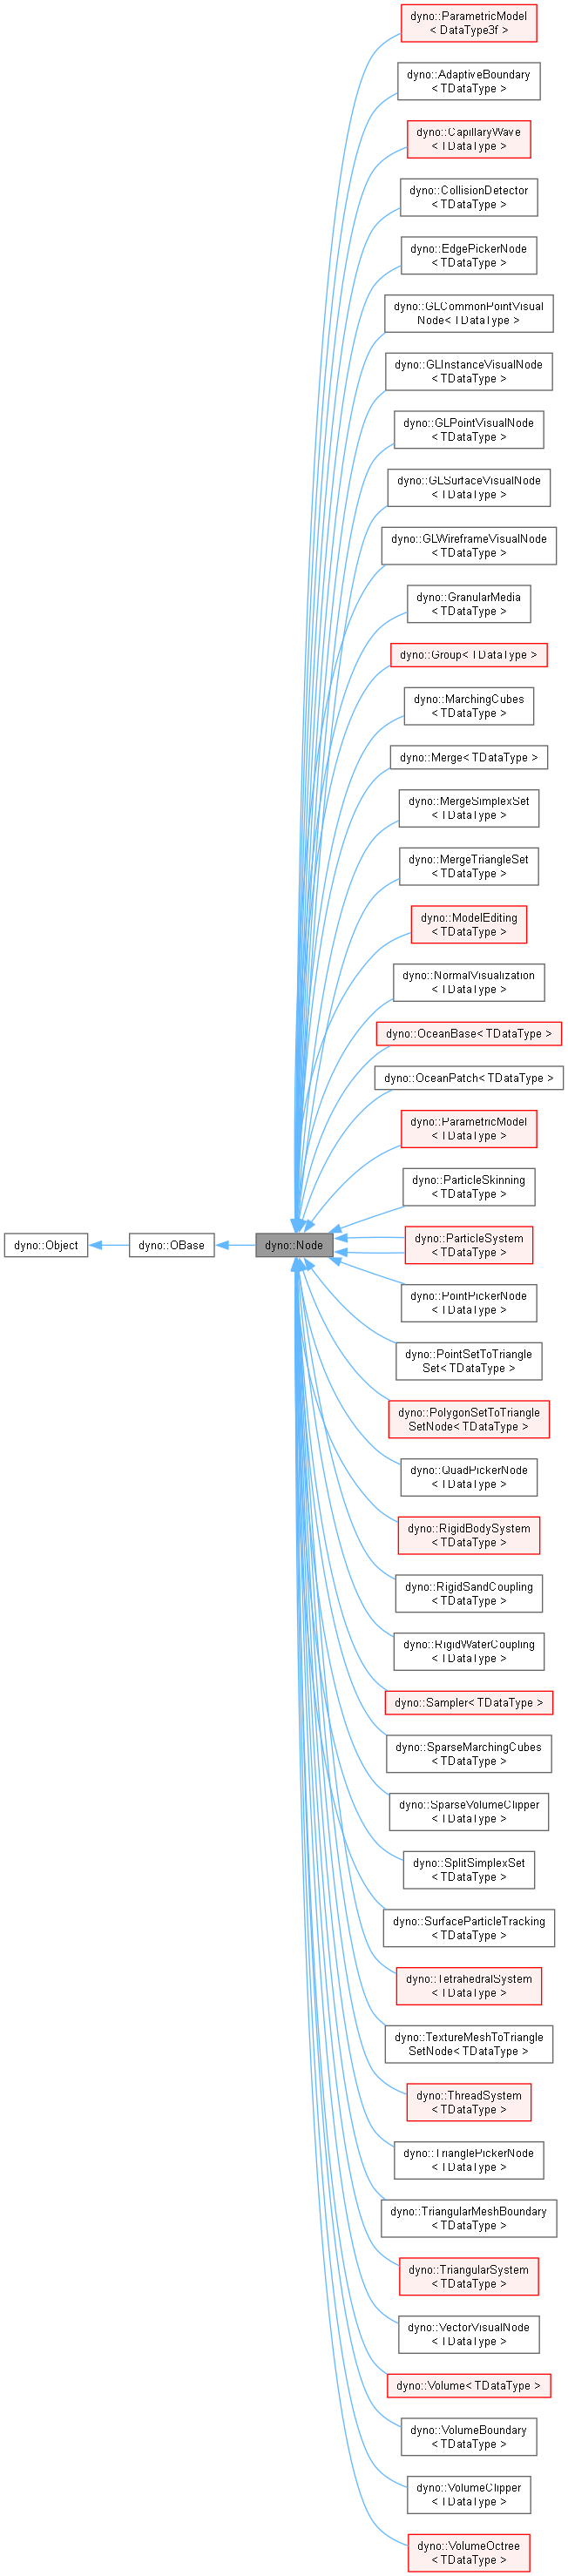 dyno::ParametricModel
< DataType3f >
dyno::AdaptiveBoundary
< TDataType >
dyno::CapillaryWave
< TDataType >
dyno::CollisionDetector
< TDataType >
dyno::EdgePickerNode
< TDataType >
dyno::GLCommonPointVisual
Node< TDataType >
dyno::GLInstanceVisualNode
< TDataType >
dyno::GLPointVisualNode
< TDataType >
dyno::GLSurfaceVisualNode
< TDataType >
dyno::GLWireframeVisualNode
< TDataType >
dyno::GranularMedia
< TDataType >
dyno::Group< TDataType >
dyno::MarchingCubes
< TDataType >
dyno::Merge< TDataType >
dyno::MergeSimplexSet
< TDataType >
dyno::MergeTriangleSet
< TDataType >
dyno::ModelEditing
< TDataType >
dyno::NormalVisualization
< TDataType >
dyno::OceanBase< TDataType >
dyno::OceanPatch< TDataType >
dyno::ParametricModel
< TDataType >
dyno::ParticleSkinning
< TDataType >
dyno::Object
dyno::OBase
dyno::Node
dyno::ParticleSystem
< TDataType >
dyno::PointPickerNode
< TDataType >
dyno::PointSetToTriangle
Set< TDataType >
dyno::PolygonSetToTriangle
SetNode< TDataType >
dyno::QuadPickerNode
< TDataType >
dyno::RigidBodySystem
< TDataType >
dyno::RigidSandCoupling
< TDataType >
dyno::RigidWaterCoupling
< TDataType >
dyno::Sampler< TDataType >
dyno::SparseMarchingCubes
< TDataType >
dyno::SparseVolumeClipper
< TDataType >
dyno::SplitSimplexSet
< TDataType >
dyno::SurfaceParticleTracking
< TDataType >
dyno::TetrahedralSystem
< TDataType >
dyno::TextureMeshToTriangle
SetNode< TDataType >
dyno::ThreadSystem
< TDataType >
dyno::TrianglePickerNode
< TDataType >
dyno::TriangularMeshBoundary
< TDataType >
dyno::TriangularSystem
< TDataType >
dyno::VectorVisualNode
< TDataType >
dyno::Volume< TDataType >
dyno::VolumeBoundary
< TDataType >
dyno::VolumeClipper
< TDataType >
dyno::VolumeOctree
< TDataType >